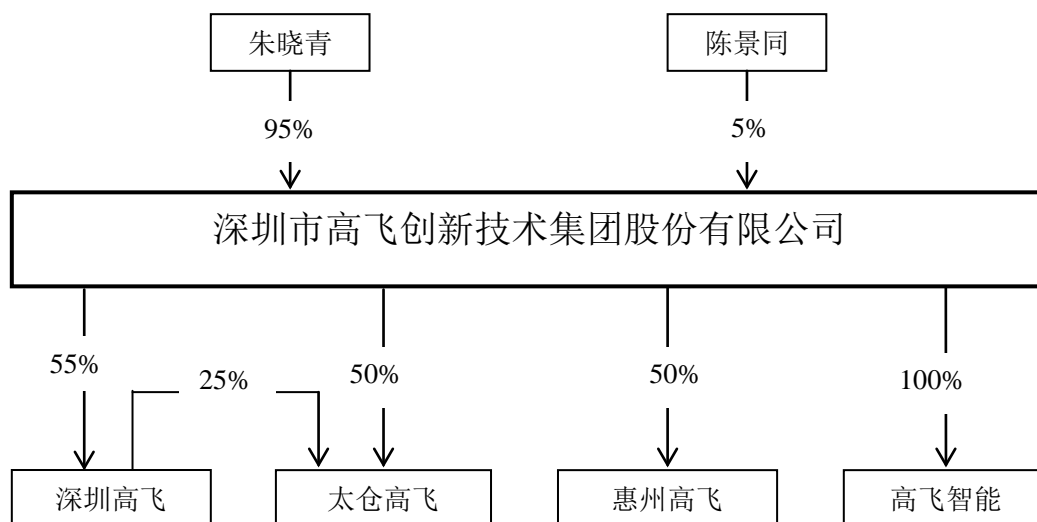 朱晓青
陈景同
95%
5%
深圳市高飞创新技术集团股份有限公司
55%
25%
50%
50%
100%
深圳高飞
太仓高飞
惠州高飞
高飞智能